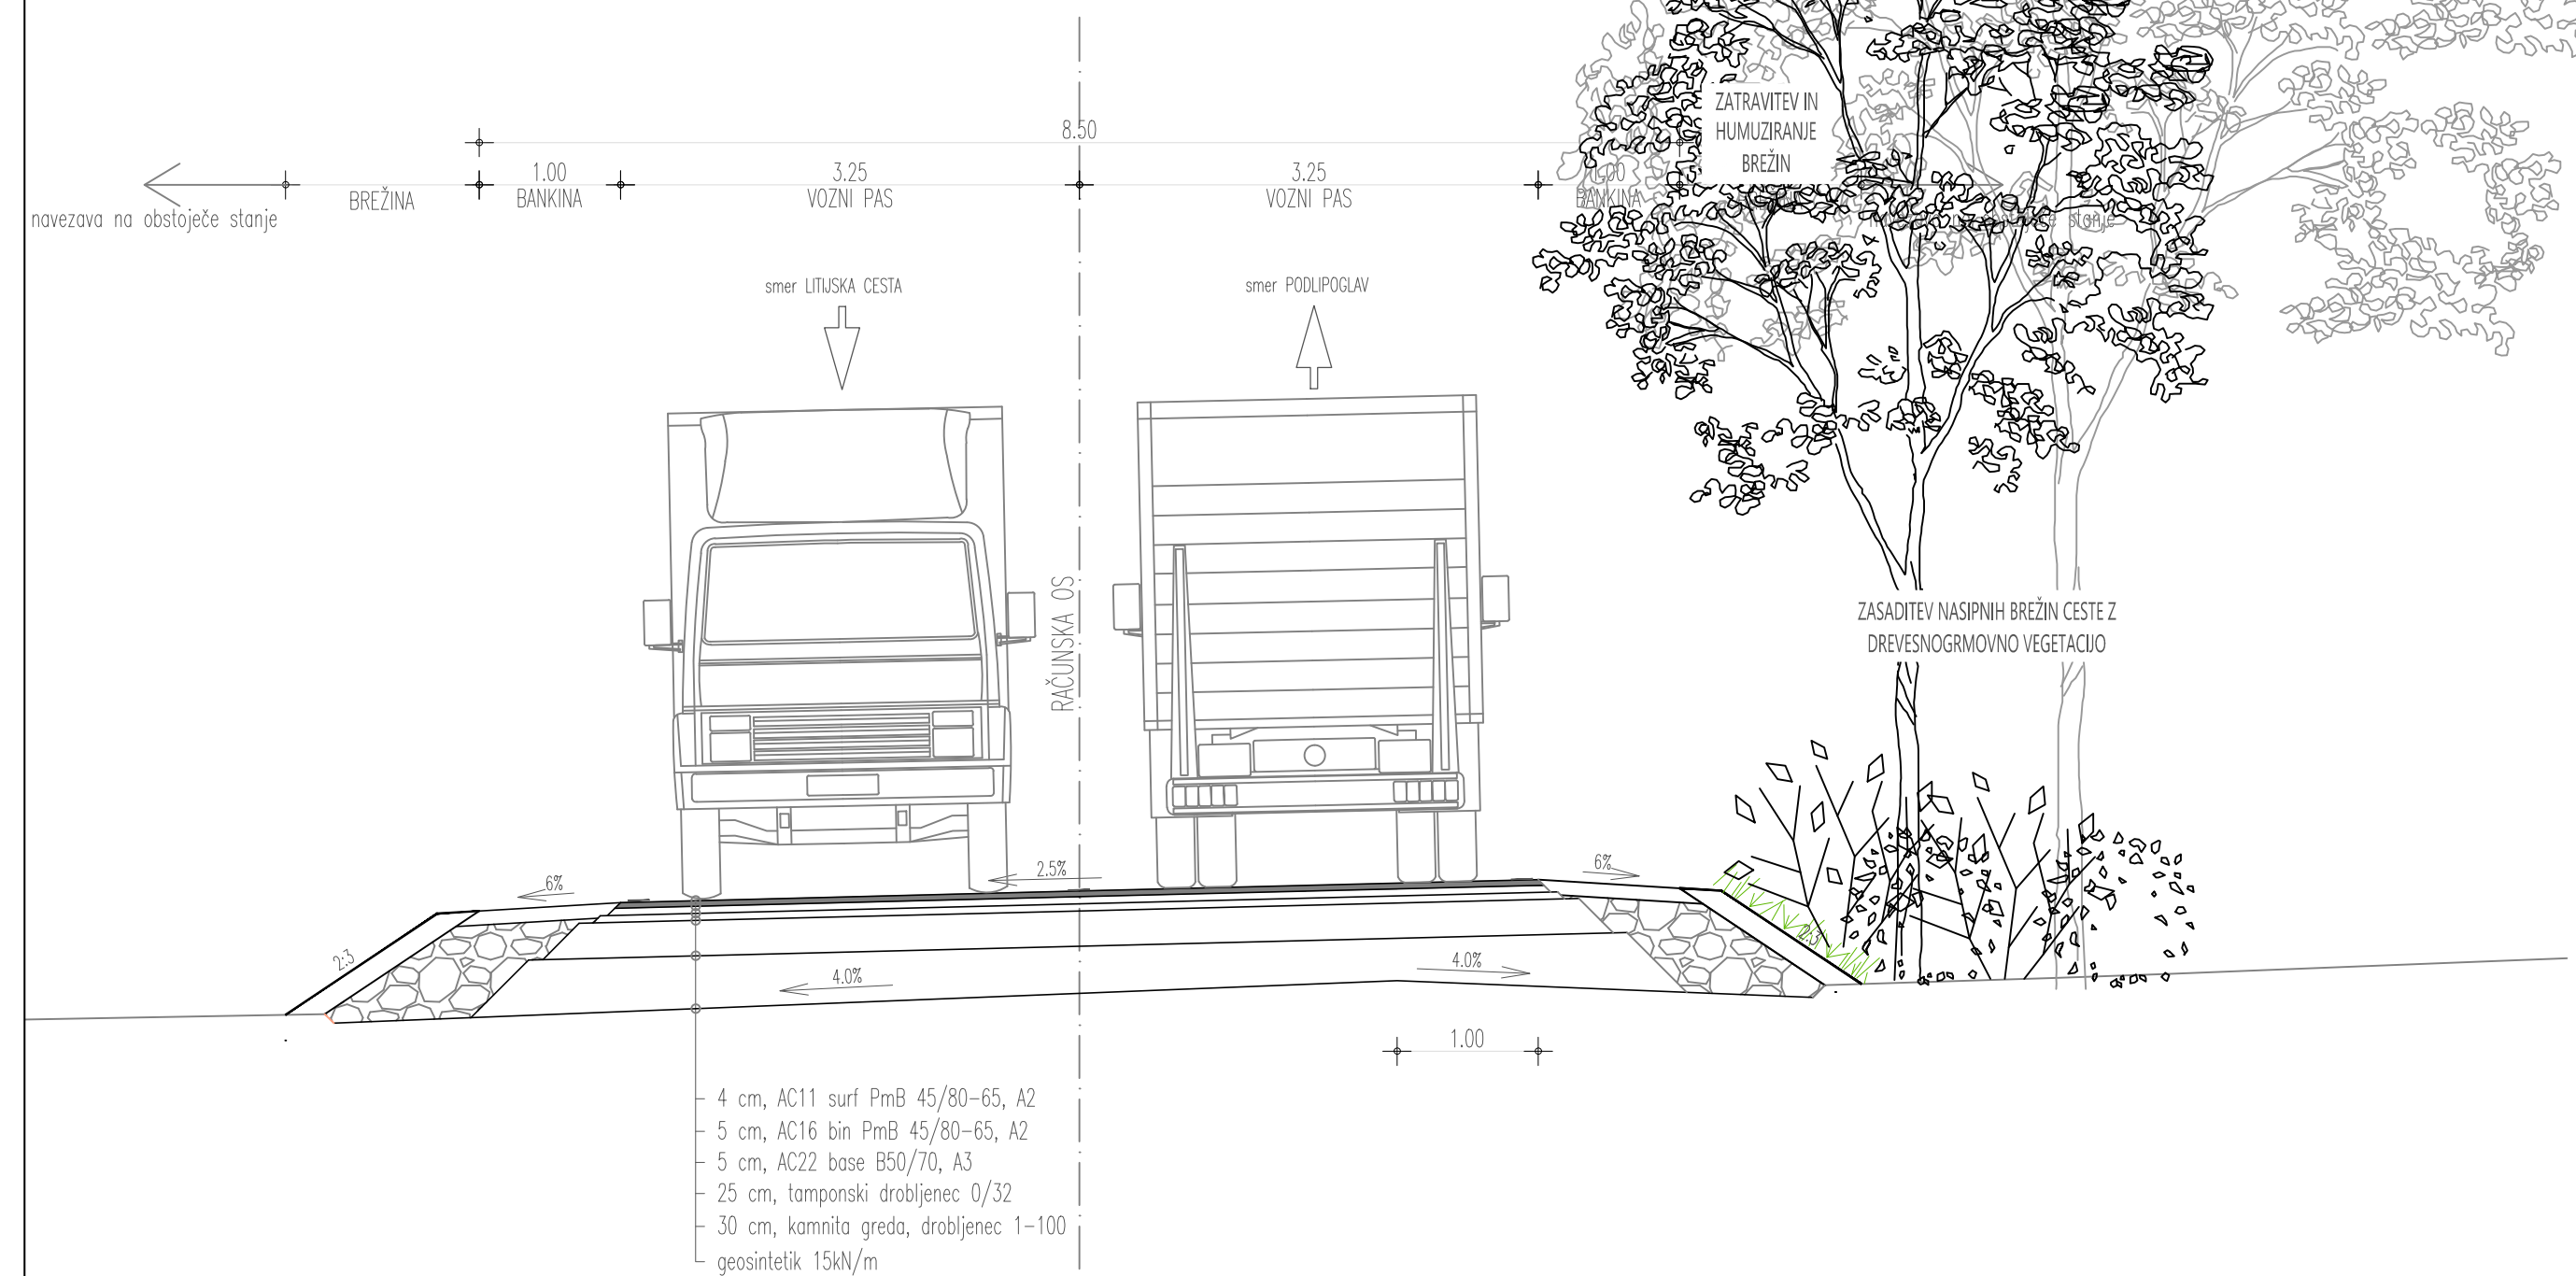 8.50
1.00
3.25
3.25
1.00
BREŽINA
BANKINA
VOZNI PAS
VOZNI PAS
BANKINA
navezava na obstoječe stanje
ZATRAVITEV IN
HUMUZIRANJE
BREŽIN
smer LITIJSKA CESTA
smer PODLIPOGLAV
RAČUNSKA OS
ZASADITEV NASIPNIH BREŽIN CESTE Z
DREVESNOGRMOVNO VEGETACIJO
6%
2.5%
6%
2:3
2:3
4.0%
4.0%
1.00
4 cm, AC11 surf PmB 45/80-65, A2
5 cm, AC16 bin PmB 45/80-65, A2
5 cm, AC22 base B50/70, A3
25 cm, tamponski drobljenec 0/32
30 cm, kamnita greda, drobljenec 1-100
geosintetik 15kN/m